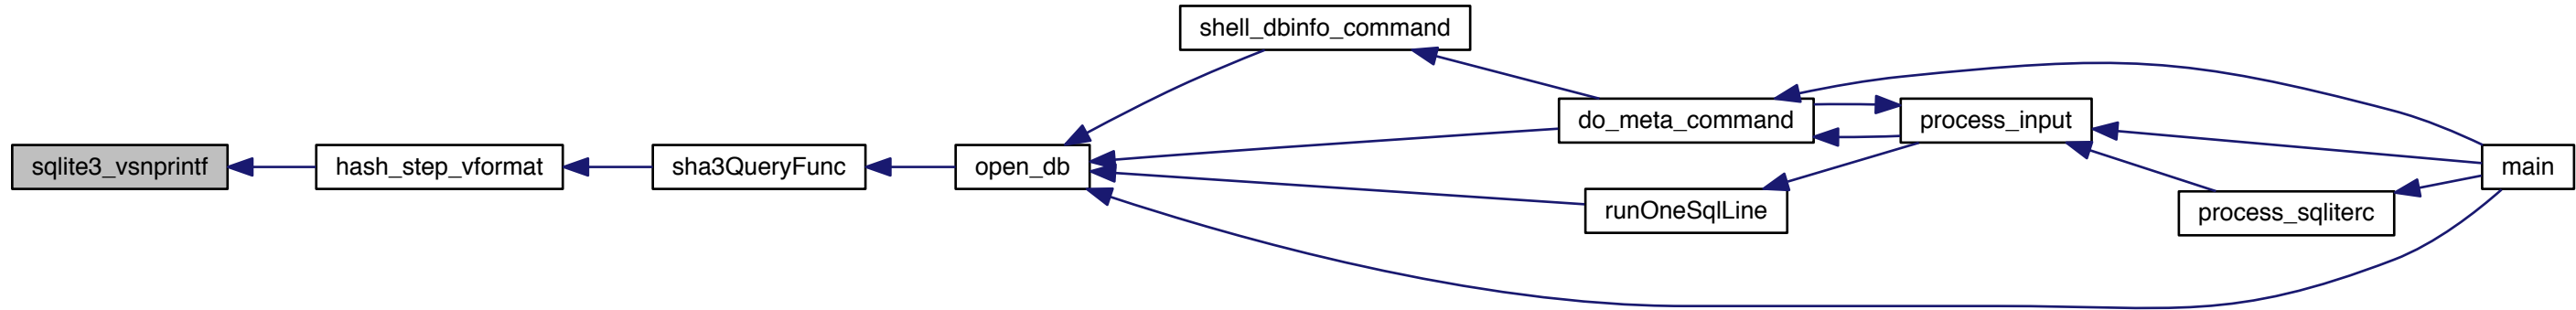 shell_dbinfo_command
do_meta_command
process_input
sqlite3_vsnprintf
hash_step_vformat
sha3QueryFunc
open_db
main
runOneSqlLine
process_sqliterc